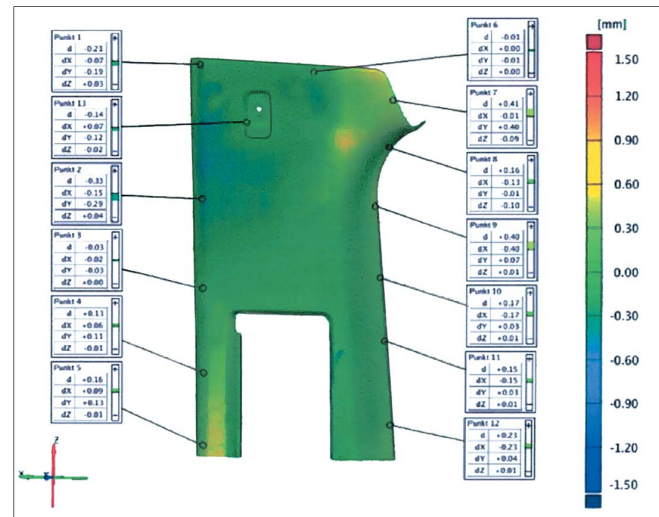 Punkt 1
d -0.21
dX -0.07
dY -0.19
dZ +0.03
Punkt 13
d -0.14
dX +0.07
dY -0.12
dZ -0.02
Punkt 2
d -0.33
dX -0.15
dY -0.29
dZ +0.04
Punkt 3
d -0.03
dX -0.02
dY -0.03
dZ +0.00
Punkt 4
d +0.13
dX +0.06
dY +0.11
dZ -0.01
Punkt 5
d +0.16
dX +0.09
dY +0.13
dZ -0.01
Punkt 6
d -0.01
dX +0.00
dY -0.01
dZ +0.00
Punkt 7
d +0.41
dX -0.01
dY +0.40
dZ -0.09
Punkt 8
d +0.16
dX -0.13
dY -0.01
dZ -0.10
Punkt 9
d +0.40
dX -0.40
dY +0.07
dZ +0.01
Punkt 10
d +0.17
dX -0.17
dY +0.03
dZ +0.01
Punkt 11
d +0.15
dX -0.15
dY +0.03
dZ +0.01
Punkt 12
d +0.23
dX -0.23
dY +0.04
dZ +0.01
[mm]
1.50
1.20
0.90
0.60
0.30
0.00
-0.30
-0.60
-0.90
-1.20
-1.50
X
Z